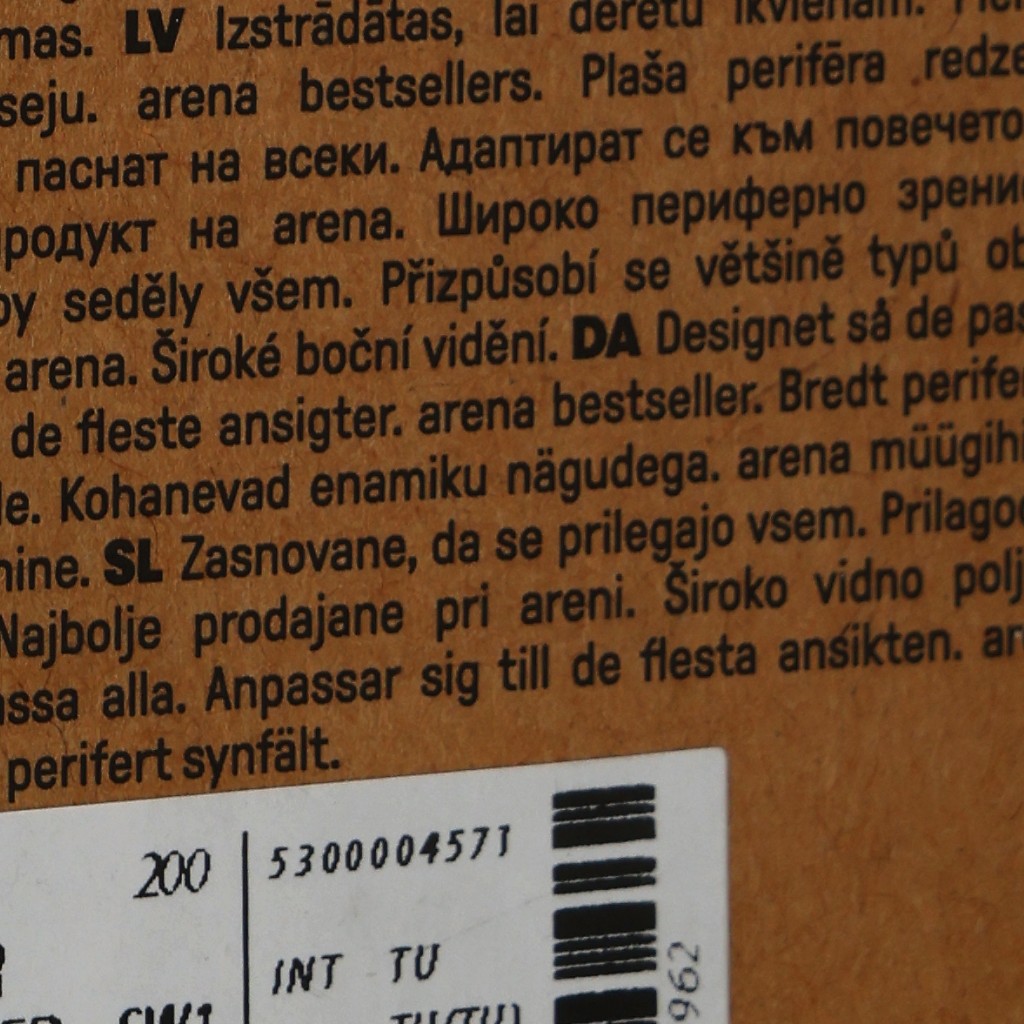 mas. LV Izstrādātas, lai derētu ikvienam.
seju. arena bestsellers. Plaša perifēra redze
паснат на всеки. Адаптират се към повечето
продукт на arena. Широко периферно зрение
by seděly všem. Přizpůsobí se většině typů ob
arena. Široké boční vidění. DA Designet så de pas
de fleste ansigter. arena bestseller. Bredt perifer
le. Kohanevad enamiku nägudega. arena müügihi
mine. SL Zasnovane, da se prilegajo vsem. Prilagod
Najbolje prodajane pri areni. Široko vidno polj
assa alla. Anpassar sig till de flesta ansikten. ar
perifert synfält.
200 5300004571
INT TU
962